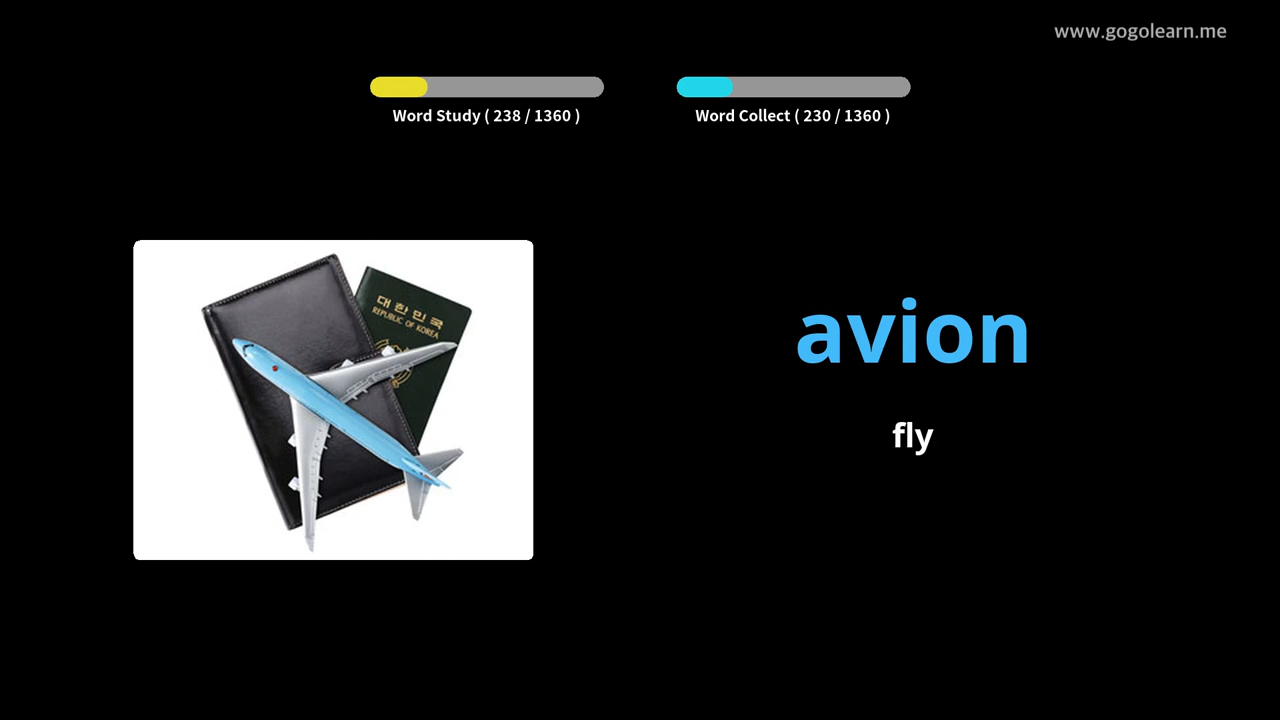 www.gogolearn.me
Word Study ( 238 / 1360 )
Word Collect ( 230 / 1360 )
대한민국
REPUBLIC OF KOREA
avion
fly